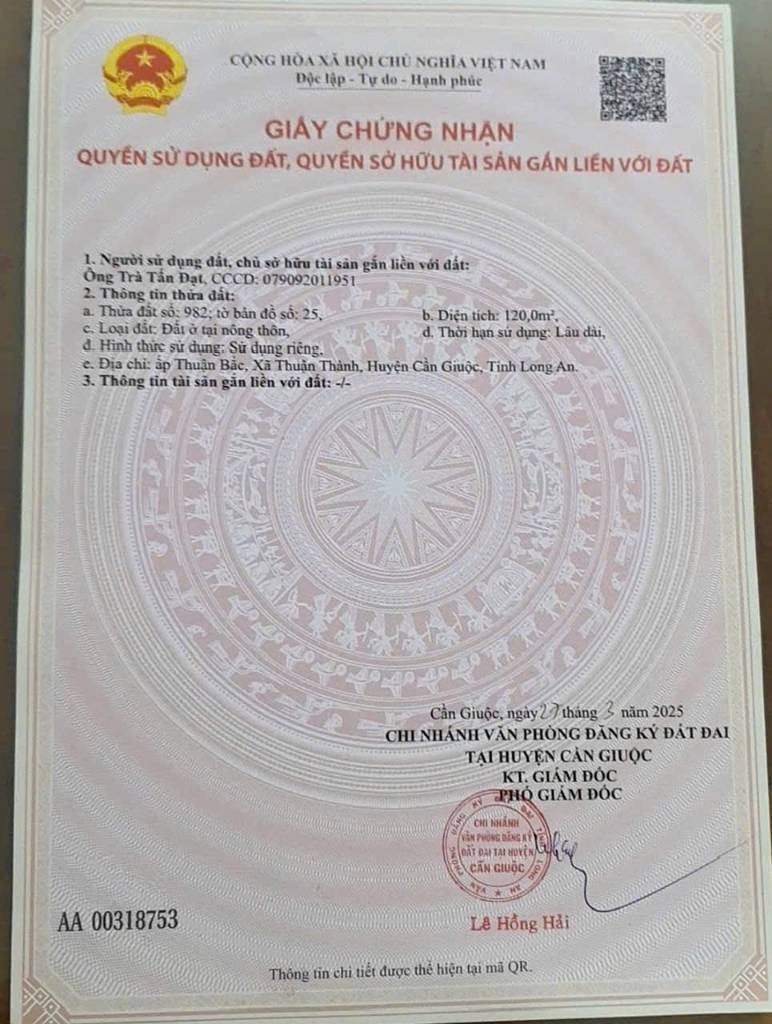 CỘNG HÒA XÃ HỘI CHỦ NGHĨA VIỆT NAM
Độc lập - Tự do - Hạnh phúc
GIẤY CHỨNG NHẬN
QUYỀN SỬ DỤNG ĐẤT, QUYỀN SỞ HỮU TÀI SẢN GẮN LIỀN VỚI ĐẤT
1. Người sử dụng đất, chủ sở hữu tài sản gắn liền với đất:
Ông Trà Tấn Đạt, CCCD: 079092011951
2. Thông tin thửa đất:
a. Thửa đất số: 982; tờ bản đồ số: 25, b. Diện tích: 120,0m²,
c. Loại đất: Đất ở tại nông thôn, d. Thời hạn sử dụng: Lâu dài,
đ. Hình thức sử dụng: Sử dụng riêng,
e. Địa chỉ: ấp Thuận Bắc, Xã Thuận Thành, Huyện Cần Giuộc, Tỉnh Long An.
3. Thông tin tài sản gắn liền với đất: -/-
Cần Giuộc, ngày 27 tháng 3 năm 2025
CHI NHÁNH VĂN PHÒNG ĐĂNG KÝ ĐẤT ĐAI
TẠI HUYỆN CẦN GIUỘC
KT. GIÁM ĐỐC
PHÓ GIÁM ĐỐC
CHI NHÁNH
VĂN PHÒNG ĐĂNG KÝ
ĐẤT ĐAI TẠI HUYỆN
CẦN GIUỘC
Lê Hồng Hải
AA 00318753
Thông tin chi tiết được thể hiện tại mã QR.